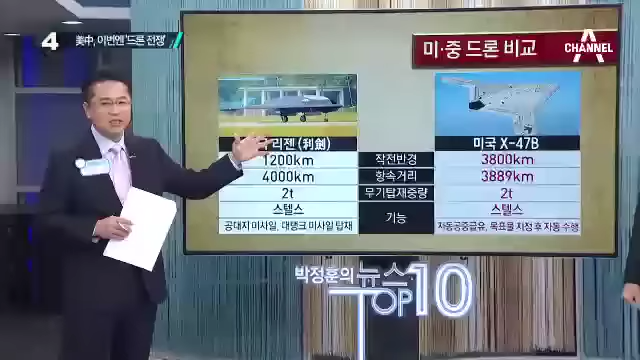 4 美中, 이번엔 '드론 전쟁'
미·중 드론 비교
CHANNEL A
리젠 (利劍)
미국 X-47B
1200km 작전반경 3800km
4000km 항속거리 3889km
2t 무기탑재중량 2t
스텔스 기능 스텔스
공대지 미사일, 대탱크 미사일 탑재
자동공중급유, 목표물 지정 후 자동 수행
박정훈의 뉴스 TOP10